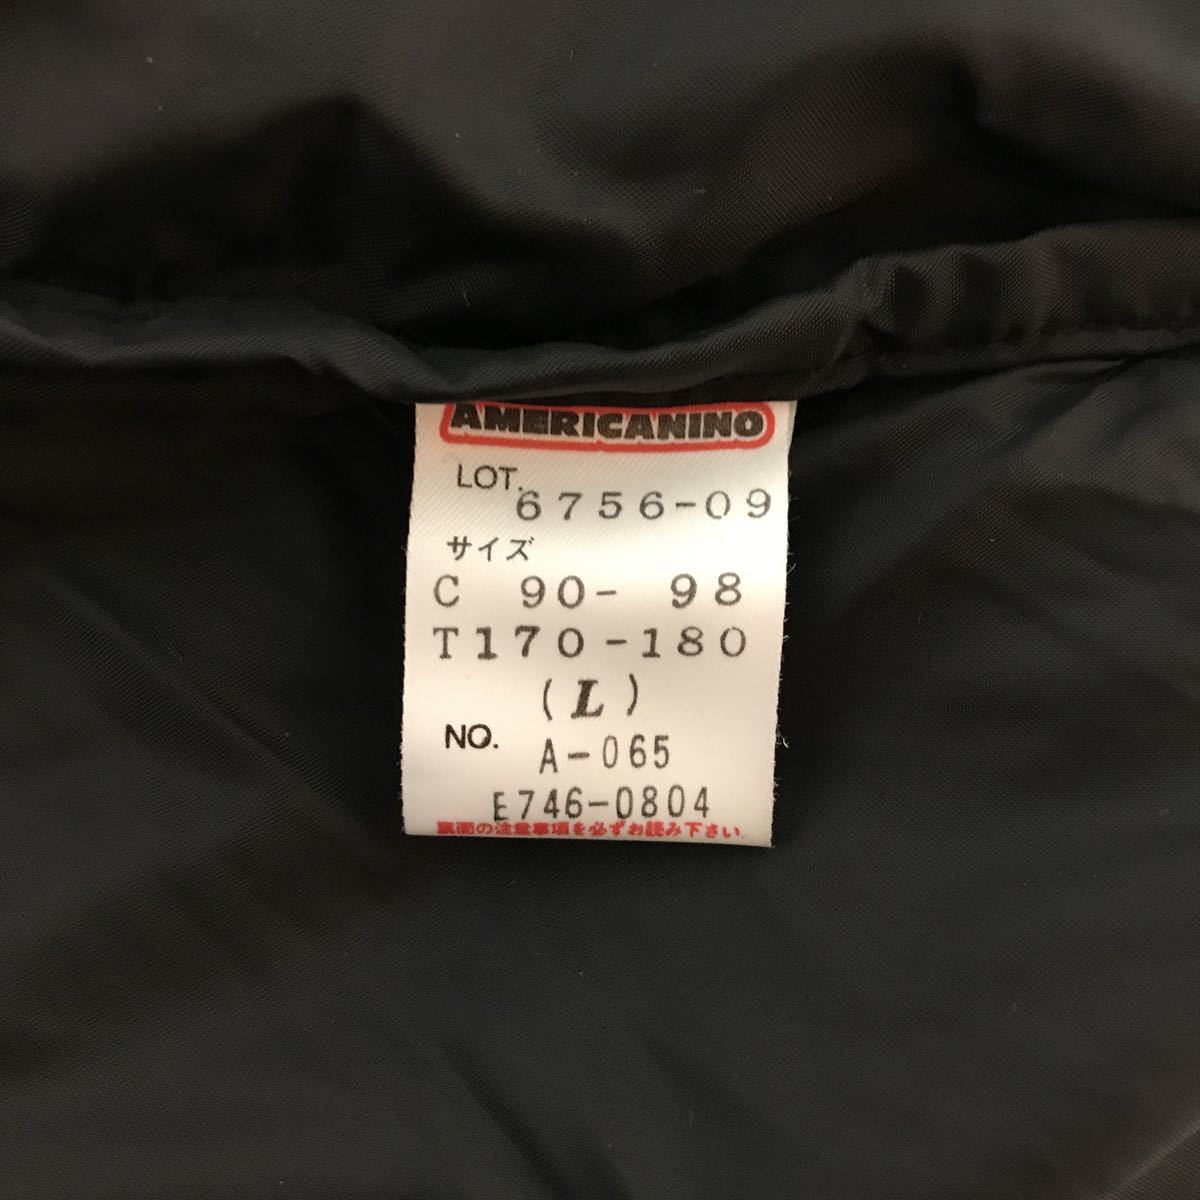 AMERICANINO
LOT. 6756-09
サイズ
C 90- 98
T170-180
(L)
NO. A-065
E746-0804
裏面の注意事項を必ずお読み下さい